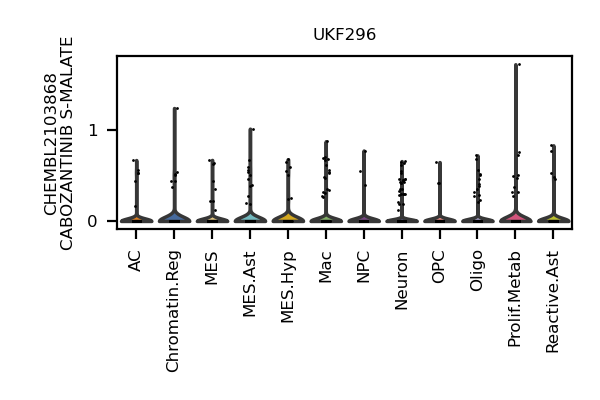 UKF296
CHEMBL2103868
CABOZANTINIB S-MALATE
1
0
AC
Chromatin.Reg
MES
MES.Ast
MES.Hyp
Mac
NPC
Neuron
OPC
Oligo
Prolif.Metab
Reactive.Ast